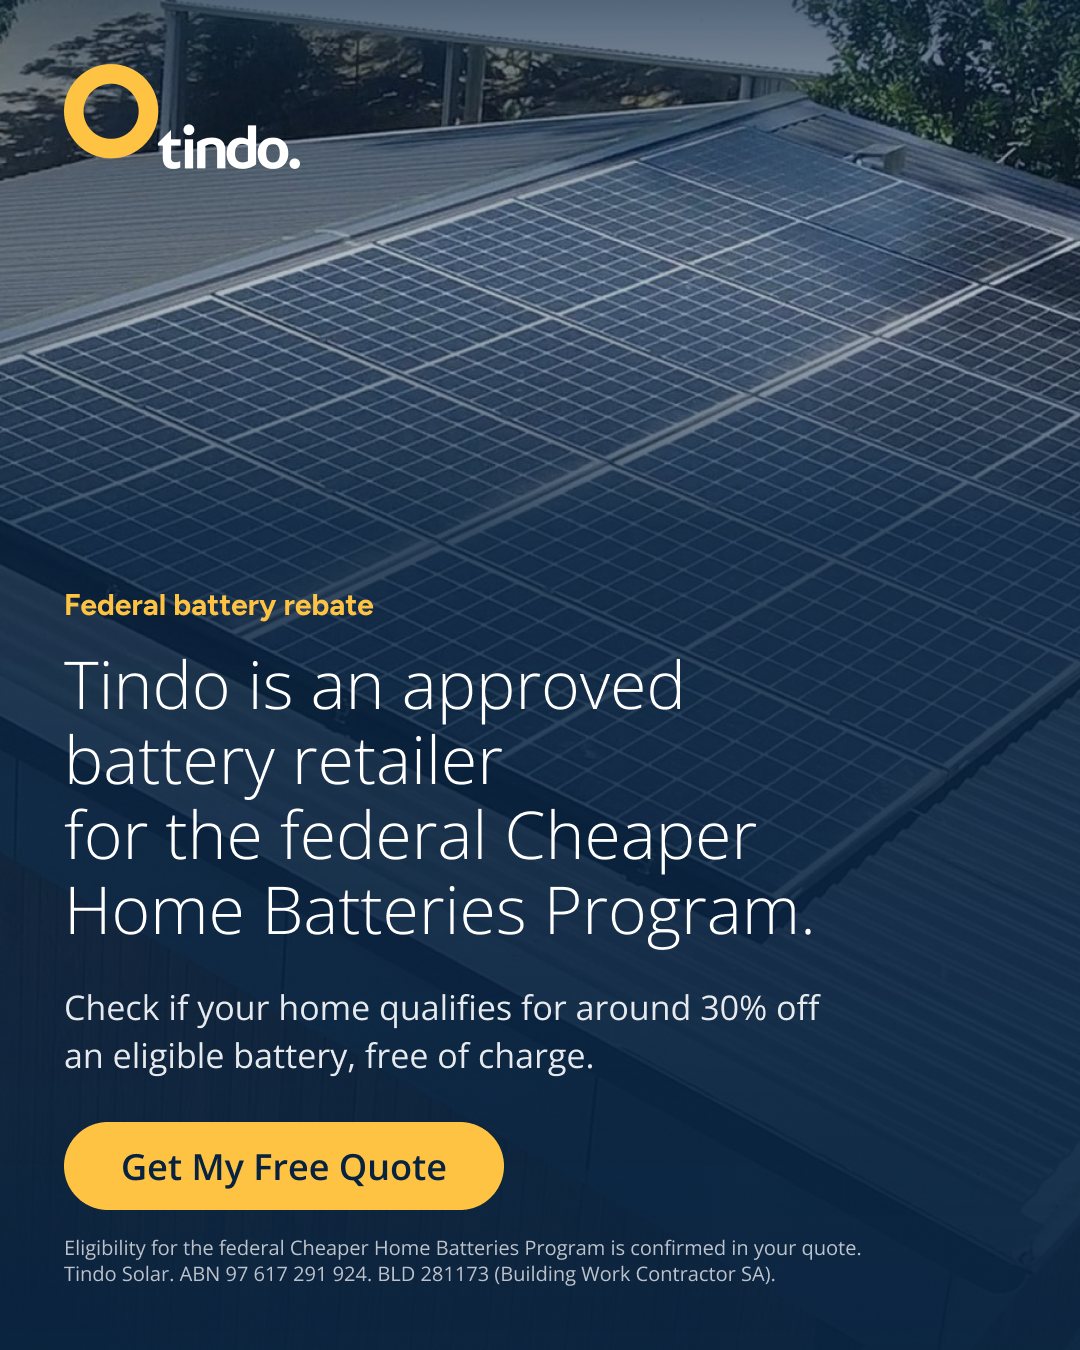 tindo.
Federal battery rebate
Tindo is an approved
battery retailer
for the federal Cheaper
Home Batteries Program.
Check if your home qualifies for around 30% off
an eligible battery, free of charge.
Get My Free Quote
Eligibility for the federal Cheaper Home Batteries Program is confirmed in your quote.
Tindo Solar. ABN 97 617 291 924. BLD 281173 (Building Work Contractor SA).